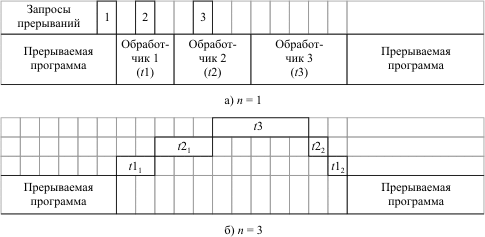 Запросы
прерываний 1 2 3
Прерываемая
программа
Обработ-
чик 1
(t1)
Обработ-
чик 2
(t2)
Обработ-
чик 3
(t3)
Прерываемая
программа
а) n = 1
t3
t2₁ t2₂
t1₁ t1₂
Прерываемая
программа
Прерываемая
программа
б) n = 3